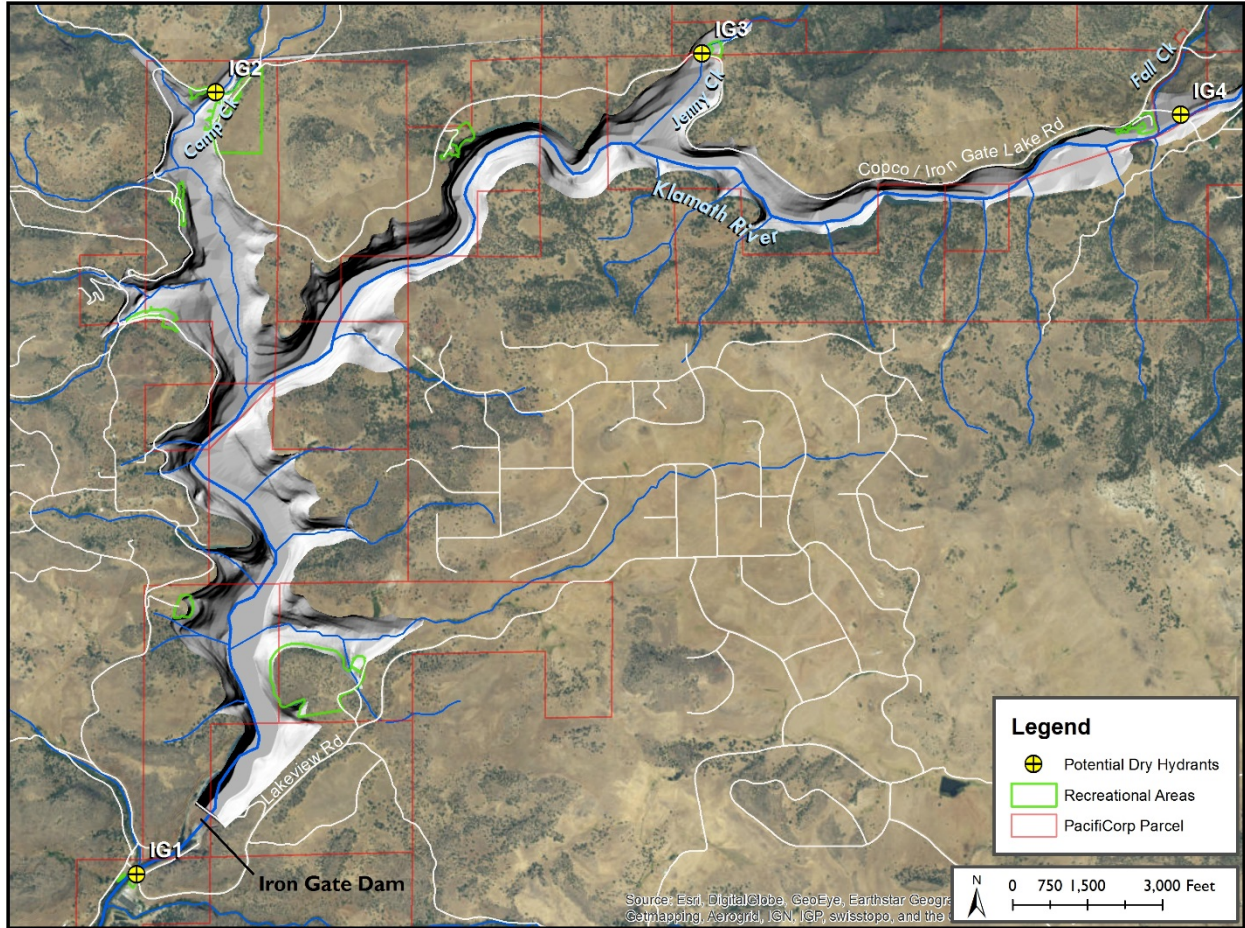 IG3
IG2
Fall Ck
IG4
Camp Ck
Jenny Ck
Copco / Iron Gate Lake Rd
Klamath River
Lakeview Rd
IG1
Iron Gate Dam
Legend
Potential Dry Hydrants
Recreational Areas
PacifiCorp Parcel
N
0 750 1,500 3,000 Feet
Source: Esri, DigitalGlobe, GeoEye, Earthstar
Getmapping, Aerogrid, IGN, IGP, swisstopo, and the